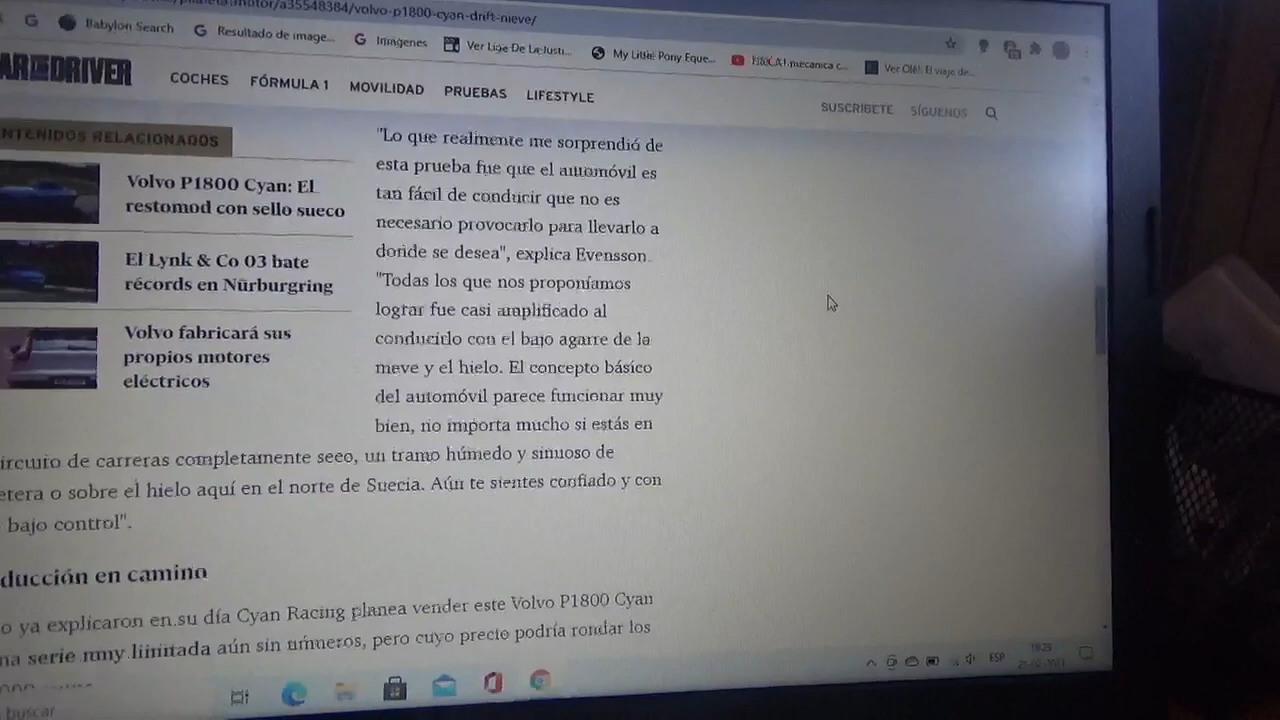 motor/a35548384/volvo-p1800-cyan-drift-nieve/
Babylon Search
Resultado de image...
Imágenes
Ver Liga De La Justi...
My Little Pony Eque...
mecanica c...
Ver Olé! El viaje de...
AR DRIVER
COCHES
FÓRMULA 1
MOVILIDAD
PRUEBAS
LIFESTYLE
SUSCRÍBETE
SÍGUENOS
NTENIDOS RELACIONADOS
Volvo P1800 Cyan: El
restomod con sello sueco
El Lynk & Co 03 bate
récords en Nürburgring
Volvo fabricará sus
propios motores
eléctricos
"Lo que realmente me sorprendió de
esta prueba fue que el automóvil es
tan fácil de conducir que no es
necesario provocarlo para llevarlo a
donde se desea", explica Evensson.
"Todas los que nos proponíamos
lograr fue casi amplificado al
conducirlo con el bajo agarre de la
nieve y el hielo. El concepto básico
del automóvil parece funcionar muy
bien, no importa mucho si estás en
ircuito de carreras completamente seco, un tramo húmedo y sinuoso de
etera o sobre el hielo aquí en el norte de Suecia. Aún te sientes confiado y con
bajo control".
ducción en camino
o ya explicaron en su día Cyan Racing planea vender este Volvo P1800 Cyan
na serie muy limitada aún sin números, pero cuyo precio podría rondar los
buscar
ESP